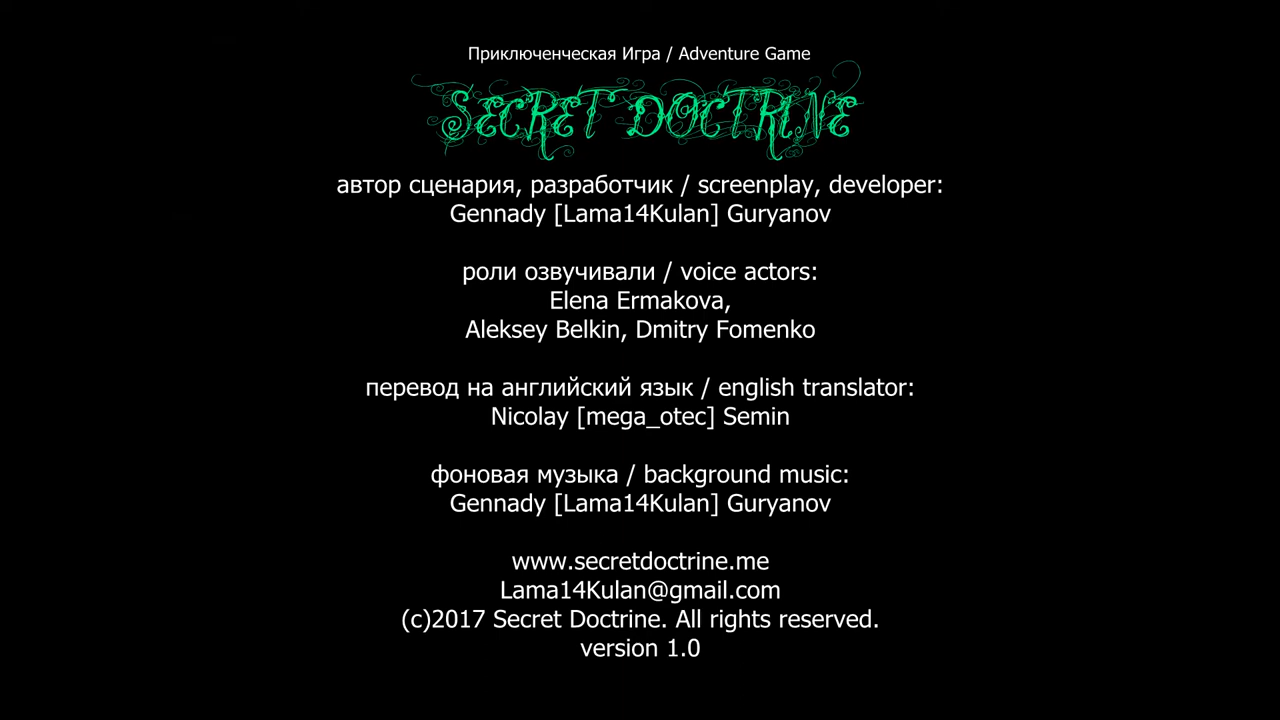 Приключенческая Игра / Adventure Game
SECRET DOCTRINE
автор сценария, разработчик / screenplay, developer:
Gennady [Lama14Kulan] Guryanov
роли озвучивали / voice actors:
Elena Ermakova,
Aleksey Belkin, Dmitry Fomenko
перевод на английский язык / english translator:
Nicolay [mega_otec] Semin
фоновая музыка / background music:
Gennady [Lama14Kulan] Guryanov
www.secretdoctrine.me
Lama14Kulan@gmail.com
(c)2017 Secret Doctrine. All rights reserved.
version 1.0